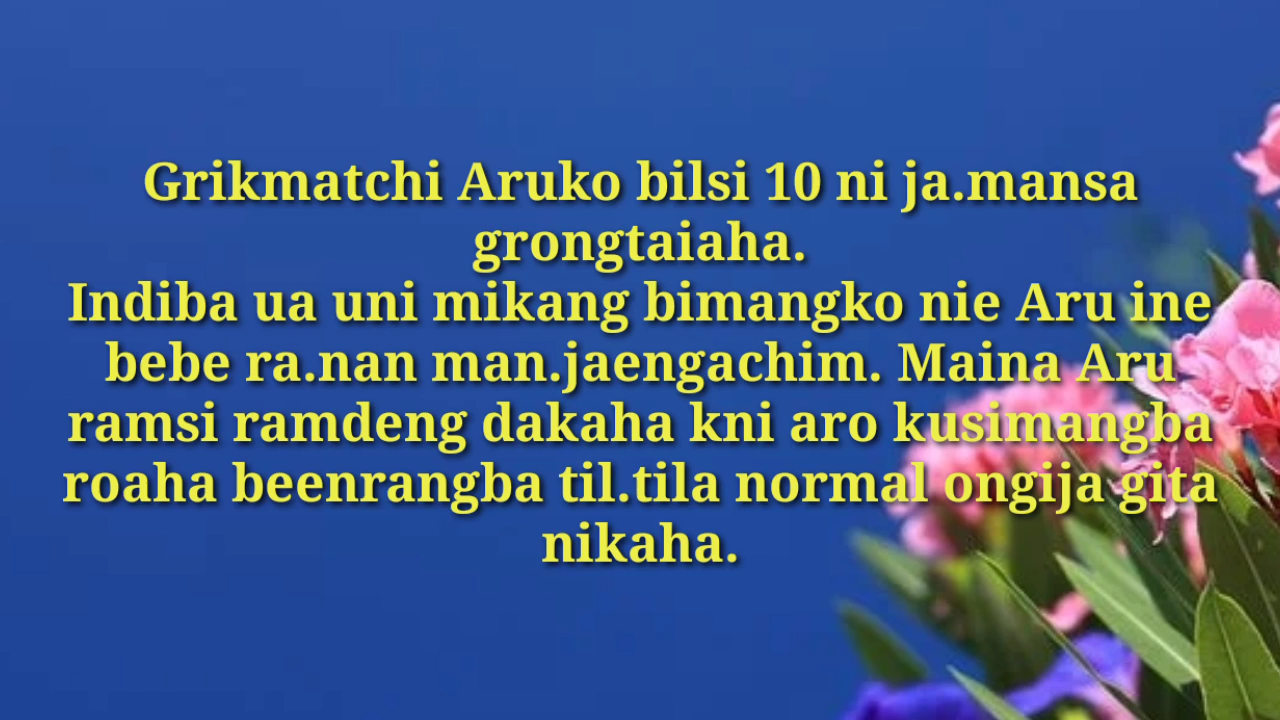 Grikmatchi Aruko bilsi 10 ni ja.mansa
grongtaiaha.
Indiba ua uni mikang bimangko nie Aru ine
bebe ra.nan man.jaengachim. Maina Aru
ramsi ramdeng dakaha kni aro kusimangba
roaha beenrangba til.tila normal ongija gita
nikaha.